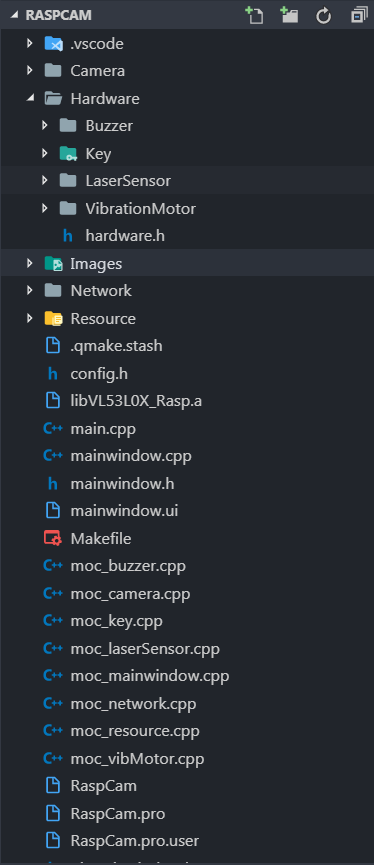 RASPCAM
.vscode
Camera
Hardware
Buzzer
Key
LaserSensor
VibrationMotor
h hardware.h
Images
Network
Resource
.qmake.stash
h config.h
libVL53L0X_Rasp.a
C++ main.cpp
C++ mainwindow.cpp
h mainwindow.h
mainwindow.ui
Makefile
C++ moc_buzzer.cpp
C++ moc_camera.cpp
C++ moc_key.cpp
C++ moc_laserSensor.cpp
C++ moc_mainwindow.cpp
C++ moc_network.cpp
C++ moc_resource.cpp
C++ moc_vibMotor.cpp
RaspCam
RaspCam.pro
RaspCam.pro.user